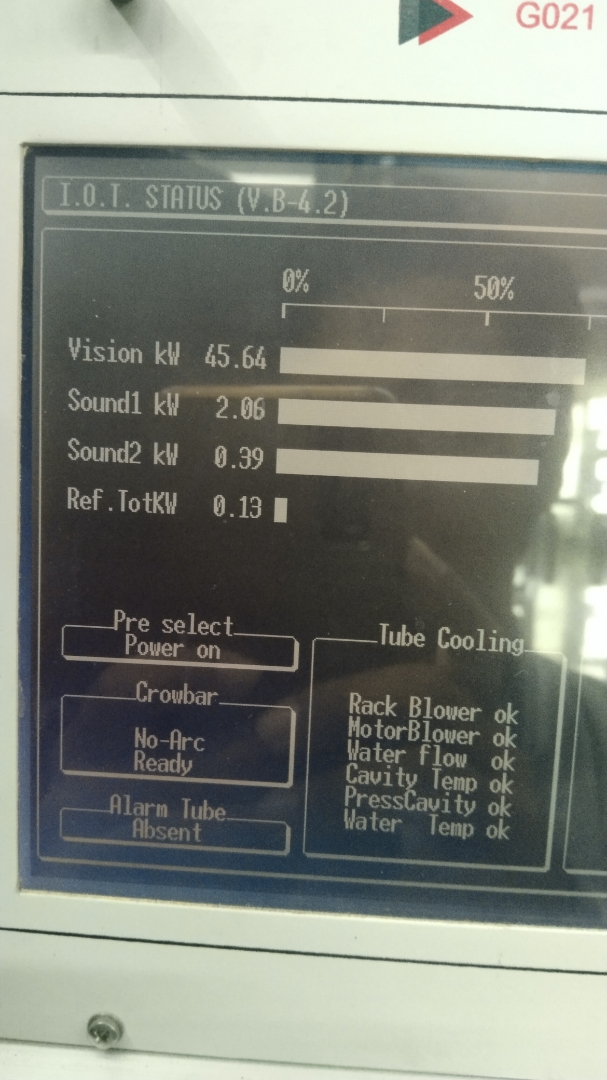 G021
I.O.T. STATUS (V.B-4.2)
0% 50%
Vision kW 45.64
Sound1 kW 2.06
Sound2 kW 0.39
Ref.TotKW 0.13
Pre select
Power on
Crowbar
No-Arc
Ready
Alarm Tube
Absent
Tube Cooling
Rack Blower ok
MotorBlower ok
Water flow ok
Cavity Temp ok
PressCavity ok
Water Temp ok